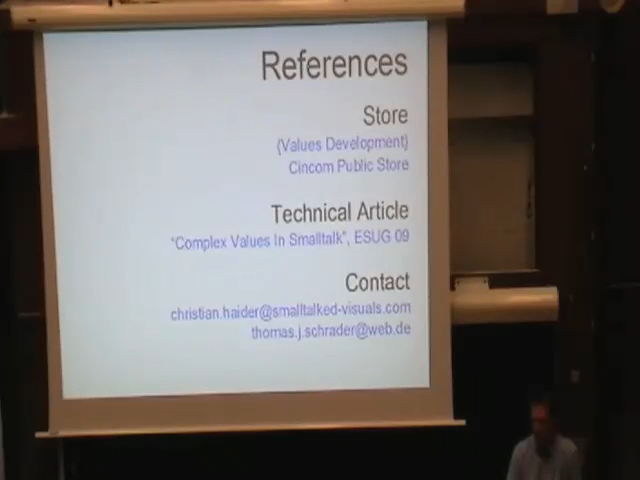 References
Store
{Values Development}
Cincom Public Store
Technical Article
"Complex Values In Smalltalk", ESUG 09
Contact
christian.haider@smalltalked-visuals.com
thomas.j.schrader@web.de